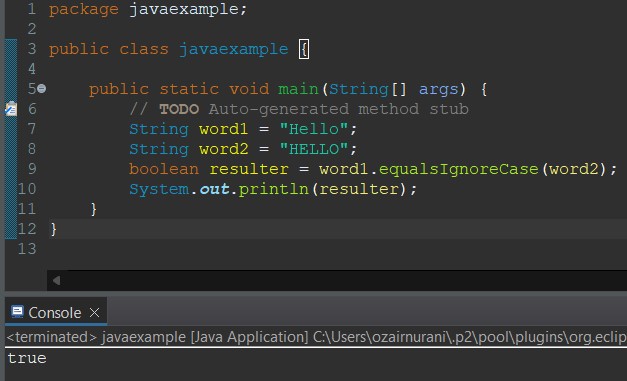 1 package javaexample;
2
3 public class javaexample {
4
5 public static void main(String[] args) {
6 // TODO Auto-generated method stub
7 String word1 = "Hello";
8 String word2 = "HELLO";
9 boolean resulter = word1.equalsIgnoreCase(word2);
10 System.out.println(resulter);
11 }
12 }
13
Console
<terminated> javaexample [Java Application] C:\Users\ozairnurani\.p2\pool\plugins\org.eclip
true